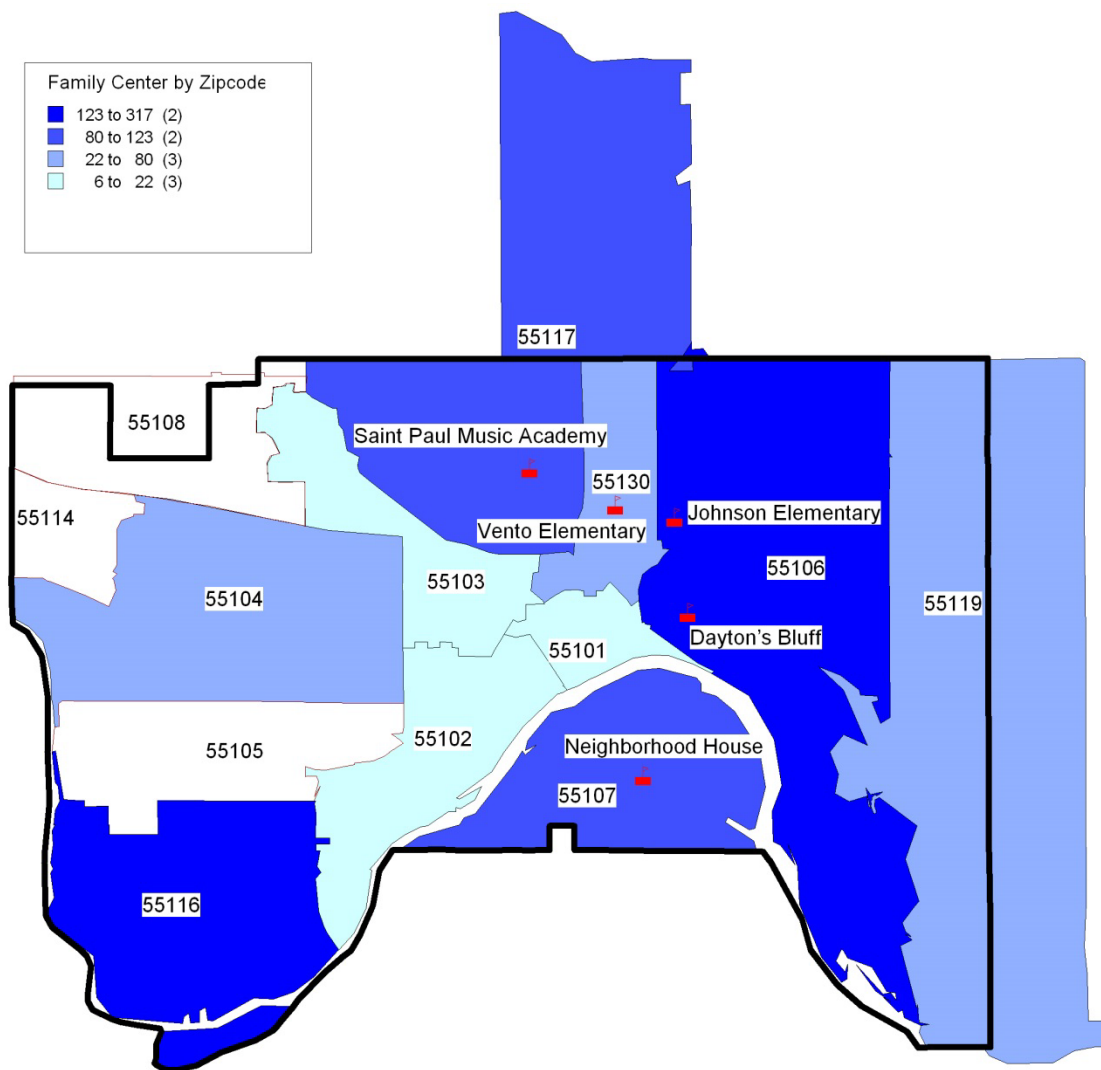 Family Center by Zipcode
123 to 317 (2)
80 to 123 (2)
22 to 80 (3)
6 to 22 (3)
55117
55108
Saint Paul Music Academy
55130
55114
Vento Elementary
Johnson Elementary
55103
55106
55104
55119
55101
Dayton's Bluff
55102
55105
Neighborhood House
55107
55116